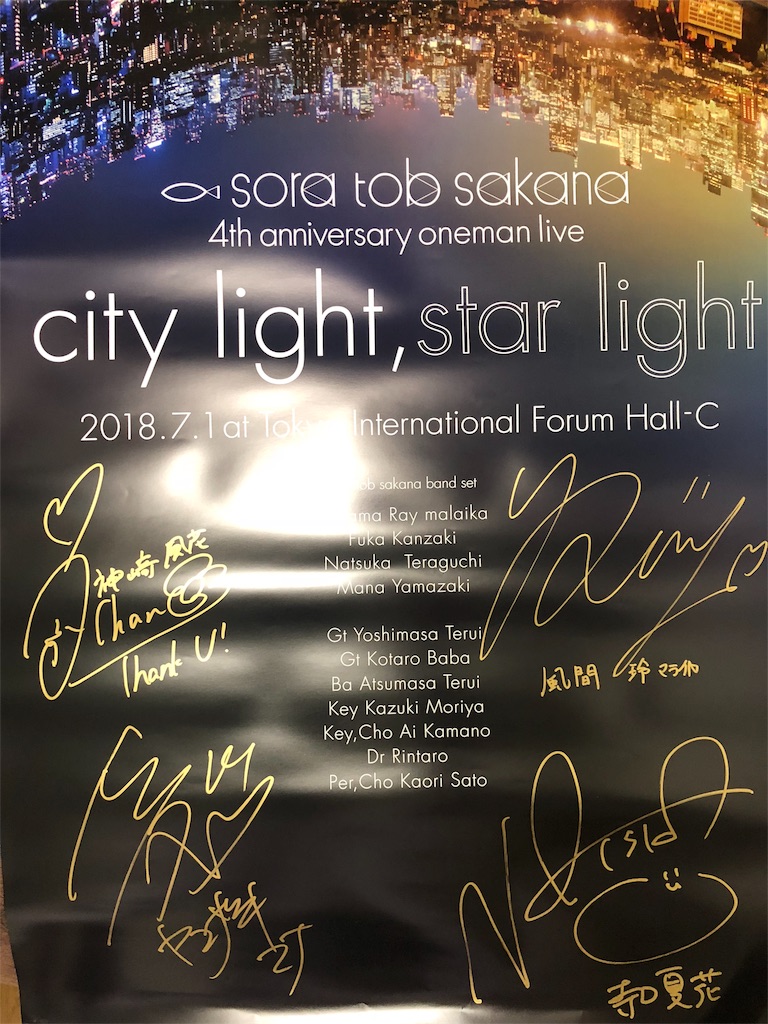 sora tob sakana
4th anniversary oneman live
city light, star light
2018.7.1 at Tokyo International Forum Hall-C
tob sakana band set
Ray malaika
Fuka Kanzaki
Natsuka Teraguchi
Mana Yamazaki
Gt Yoshimasa Terui
Gt Kotaro Baba
Ba Atsumasa Terui
Key Kazuki Moriya
Key,Cho Ai Kamano
Dr Rintaro
Per,Cho Kaori Sato
神崎 風花
Chan
Thank U!
風間 玲 マライカ
寺口 夏花